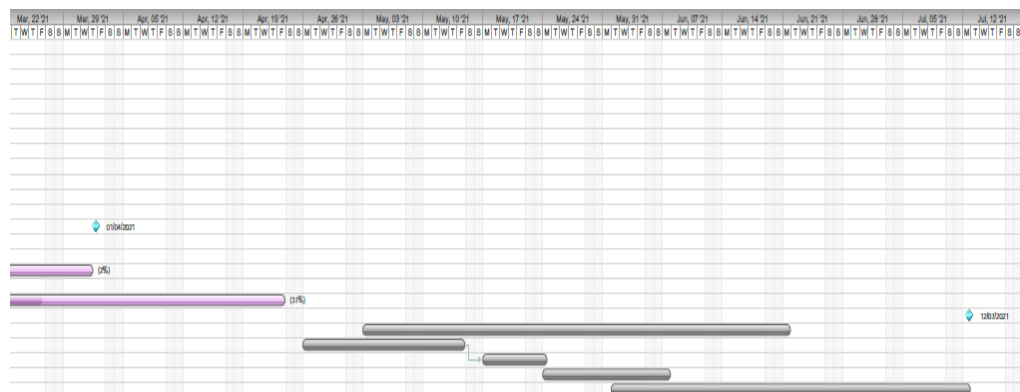 Mar, 22 '21 Mar, 29 '21 Apr, 05 '21 Apr, 12 '21 Apr, 19 '21 Apr, 26 '21 May, 03 '21 May, 10 '21 May, 17 '21 May, 24 '21 May, 31 '21 Jun, 07 '21 Jun, 14 '21 Jun, 21 '21 Jun, 28 '21 Jul, 05 '21 Jul, 12 '21
T W T F S S M T W T F S S M T W T F S S M T W T F S S M T W T F S S M T W T F S S M T W T F S S M T W T F S S M T W T F S S M T W T F S S M T W T F S S M T W T F S S M T W T F S S M T W T F S S M T W T F S S M T W T F S S M T W T F S S
01/04/2021
(2%)
(37%)
12/07/2021